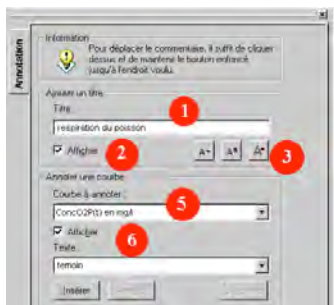 Annotation
Information
Pour déplacer le commentaire, il suffit de cliquer
dessus et de maintenir le bouton enfoncé
jusqu'à l'endroit voulu.
Ajouter un titre
Titre
1
respiration du poisson
Afficher
2
A- A* A+
3
Annoter une courbe
Courbe à annoter :
5
ConcO2P(t) en mg/l
Afficher
6
Texte
temoin
Insérer